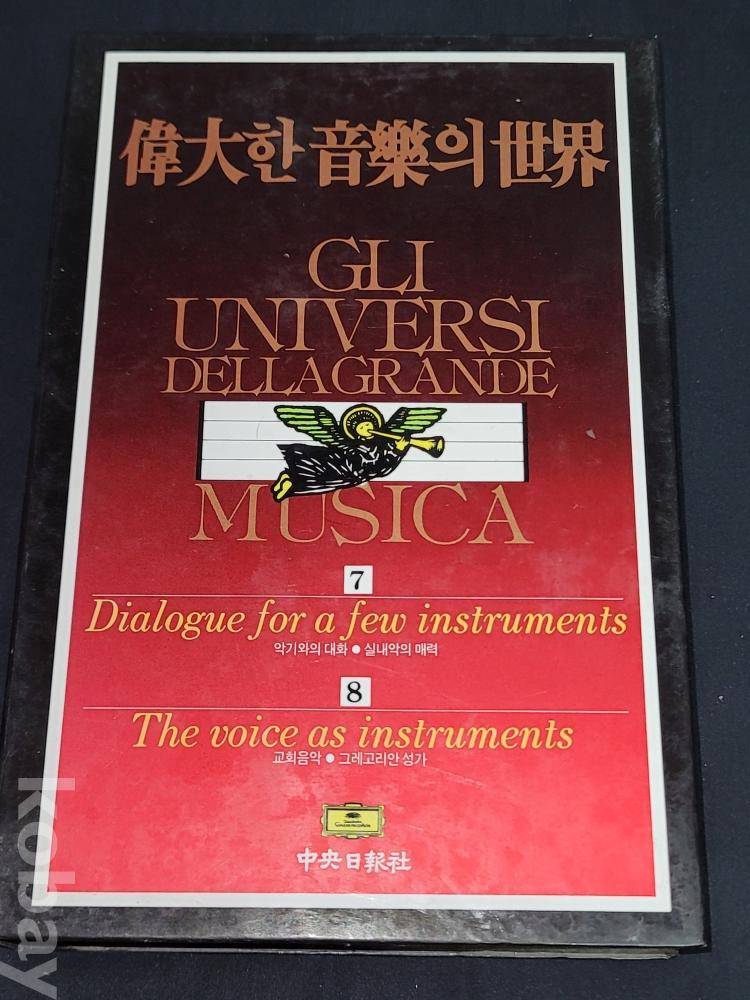 偉大한 音樂의 世界
GLI
UNIVERSI
DELLA GRANDE
MUSICA
7
Dialogue for a few instruments
악기와의 대화 ● 실내악의 매력
8
The voice as instruments
교회음악 ● 그레고리안 성가
Deutsche
Grammophon
中央日報社
kobay